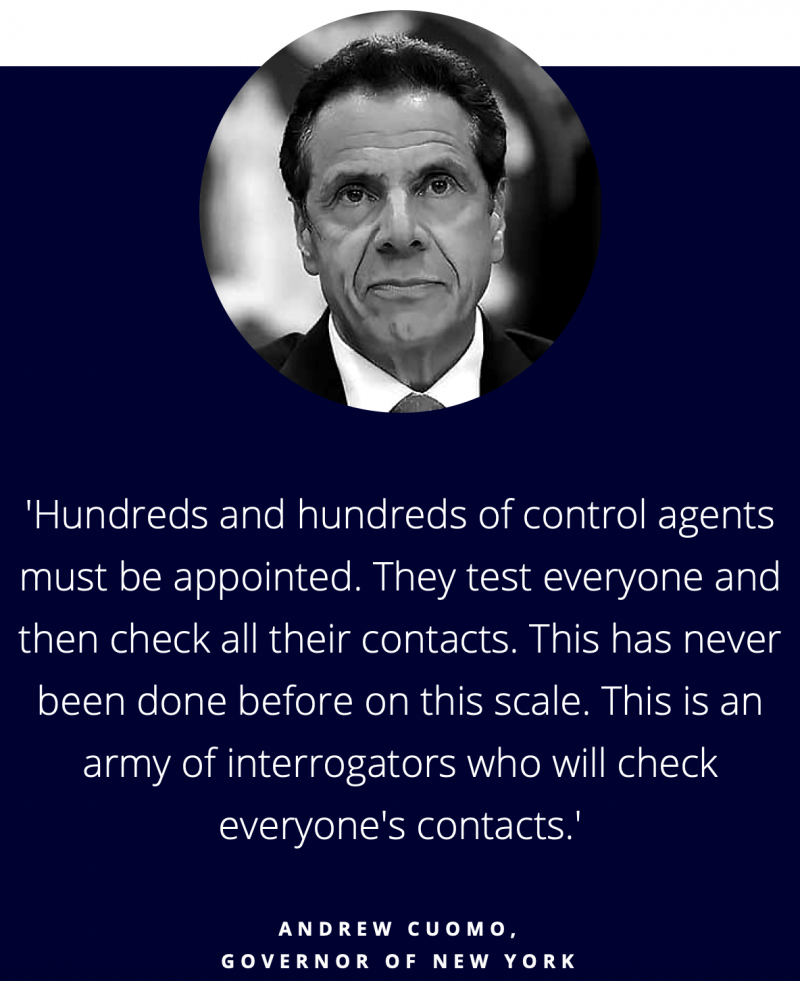 'Hundreds and hundreds of control agents
must be appointed. They test everyone and
then check all their contacts. This has never
been done before on this scale. This is an
army of interrogators who will check
everyone's contacts.'
ANDREW CUOMO,
GOVERNOR OF NEW YORK